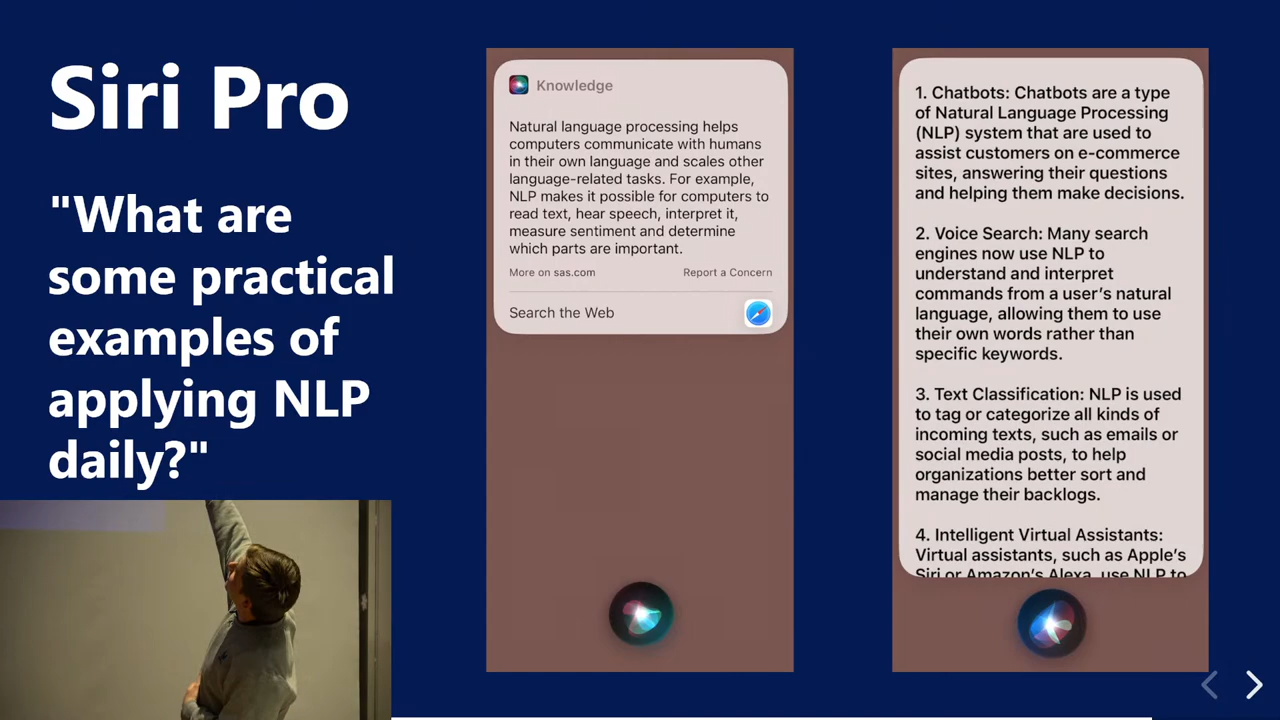 Siri Pro
"What are
some practical
examples of
applying NLP
daily?"
Knowledge
Natural language processing helps
computers communicate with humans
in their own language and scales other
language-related tasks. For example,
NLP makes it possible for computers to
read text, hear speech, interpret it,
measure sentiment and determine
which parts are important.
More on sas.com Report a Concern
Search the Web
1. Chatbots: Chatbots are a type
of Natural Language Processing
(NLP) system that are used to
assist customers on e-commerce
sites, answering their questions
and helping them make decisions.
2. Voice Search: Many search
engines now use NLP to
understand and interpret
commands from a user's natural
language, allowing them to use
their own words rather than
specific keywords.
3. Text Classification: NLP is used
to tag or categorize all kinds of
incoming texts, such as emails or
social media posts, to help
organizations better sort and
manage their backlogs.
4. Intelligent Virtual Assistants:
Virtual assistants, such as Apple's
Siri or Amazon's Alexa, use NLP to